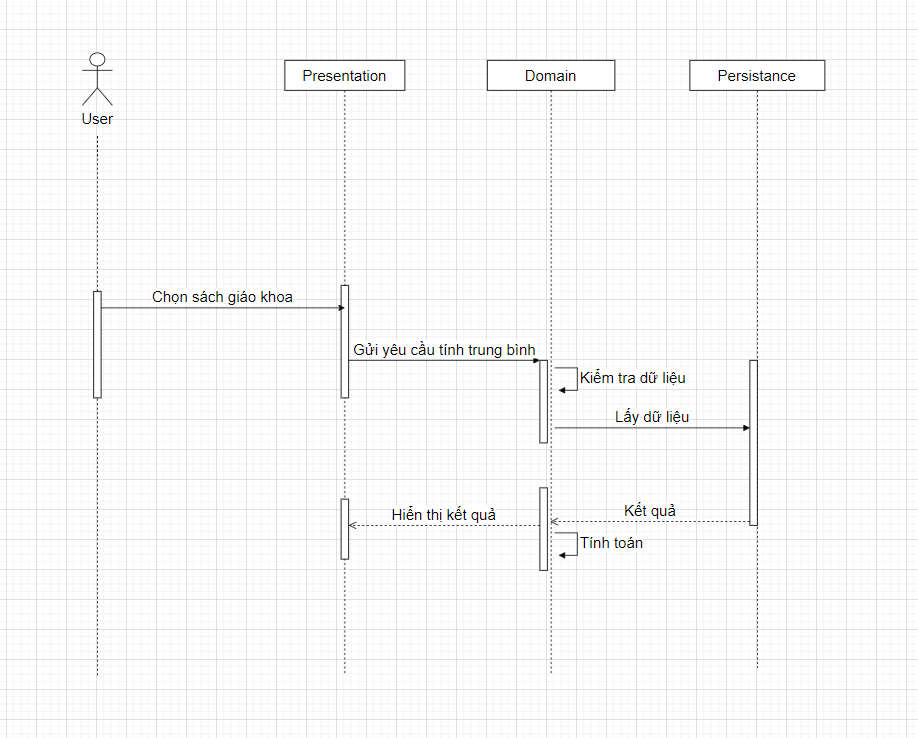 User
Presentation
Domain
Persistance
Chọn sách giáo khoa
Gửi yêu cầu tính trung bình
Kiểm tra dữ liệu
Lấy dữ liệu
Kết quả
Hiển thị kết quả
Tính toán